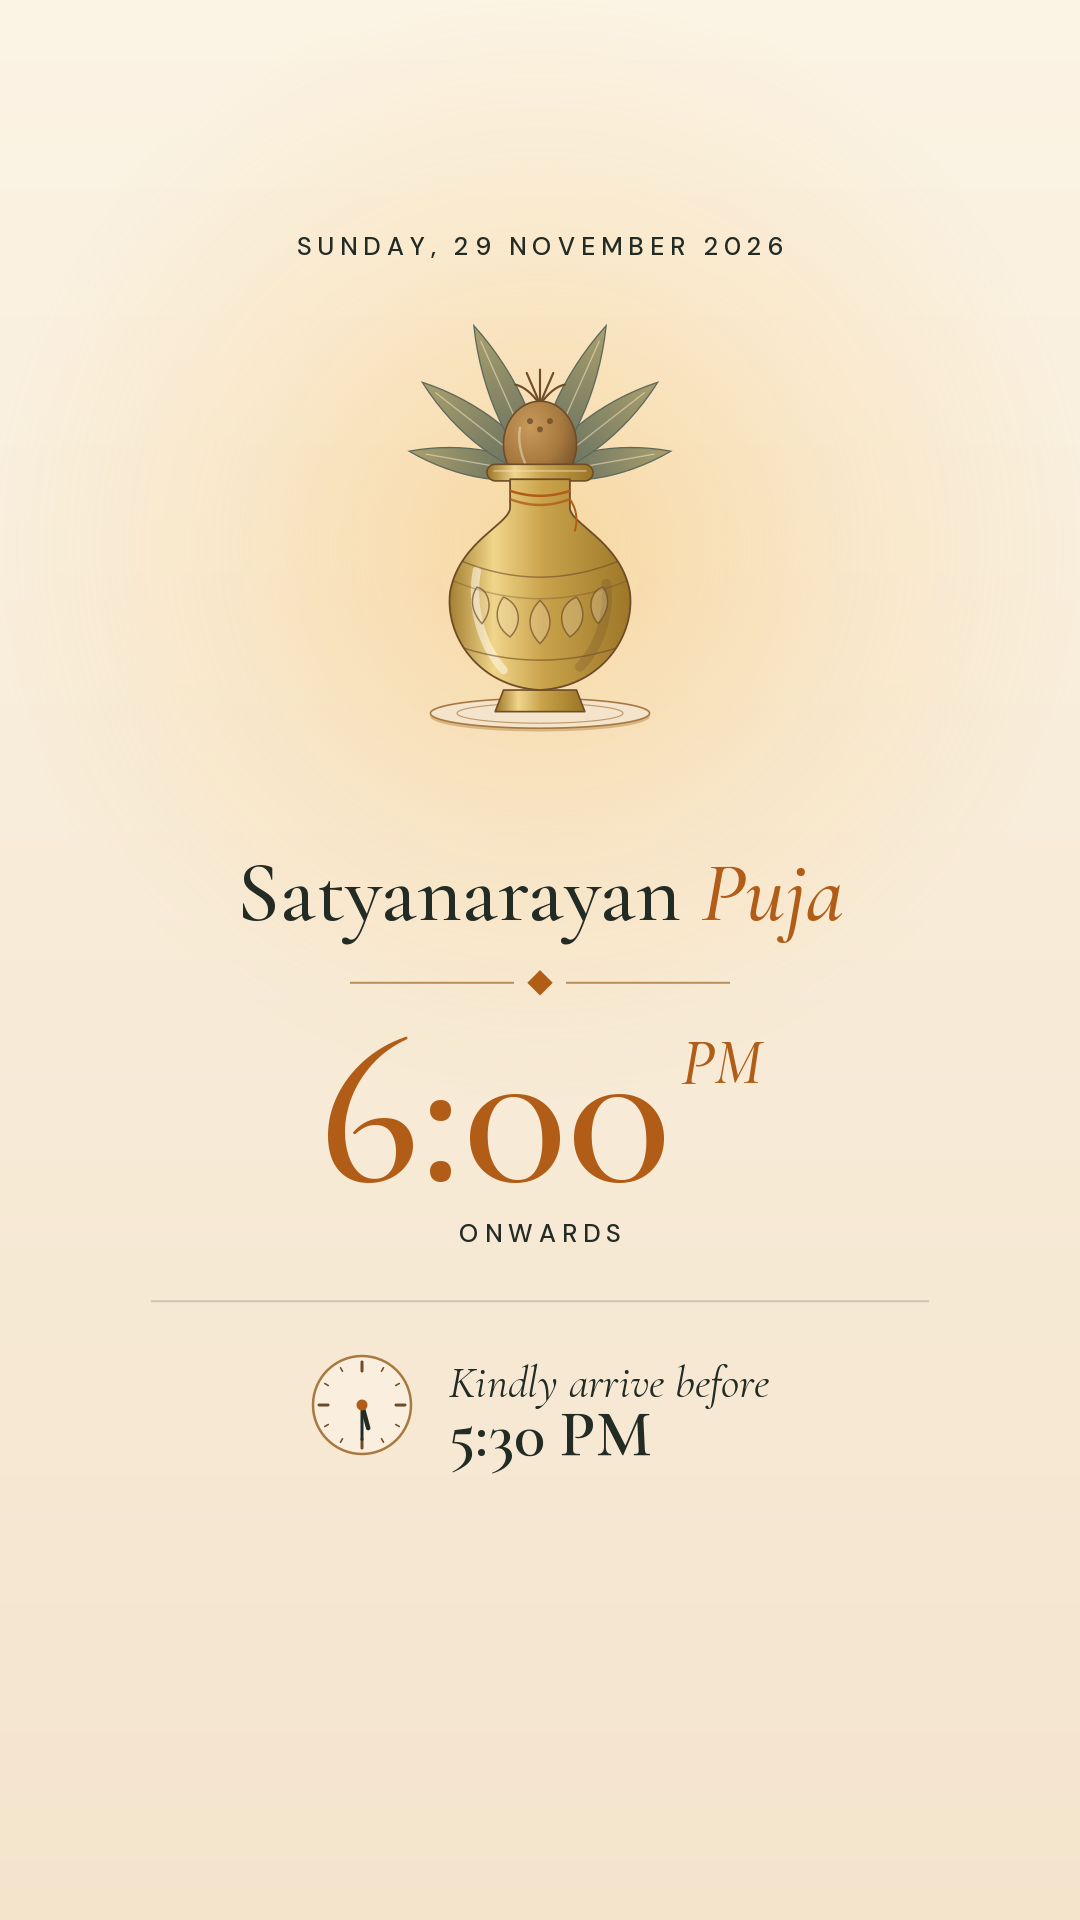 SUNDAY, 29 NOVEMBER 2026
Satyanarayan Puja
6:00 PM
ONWARDS
Kindly arrive before
5:30 PM